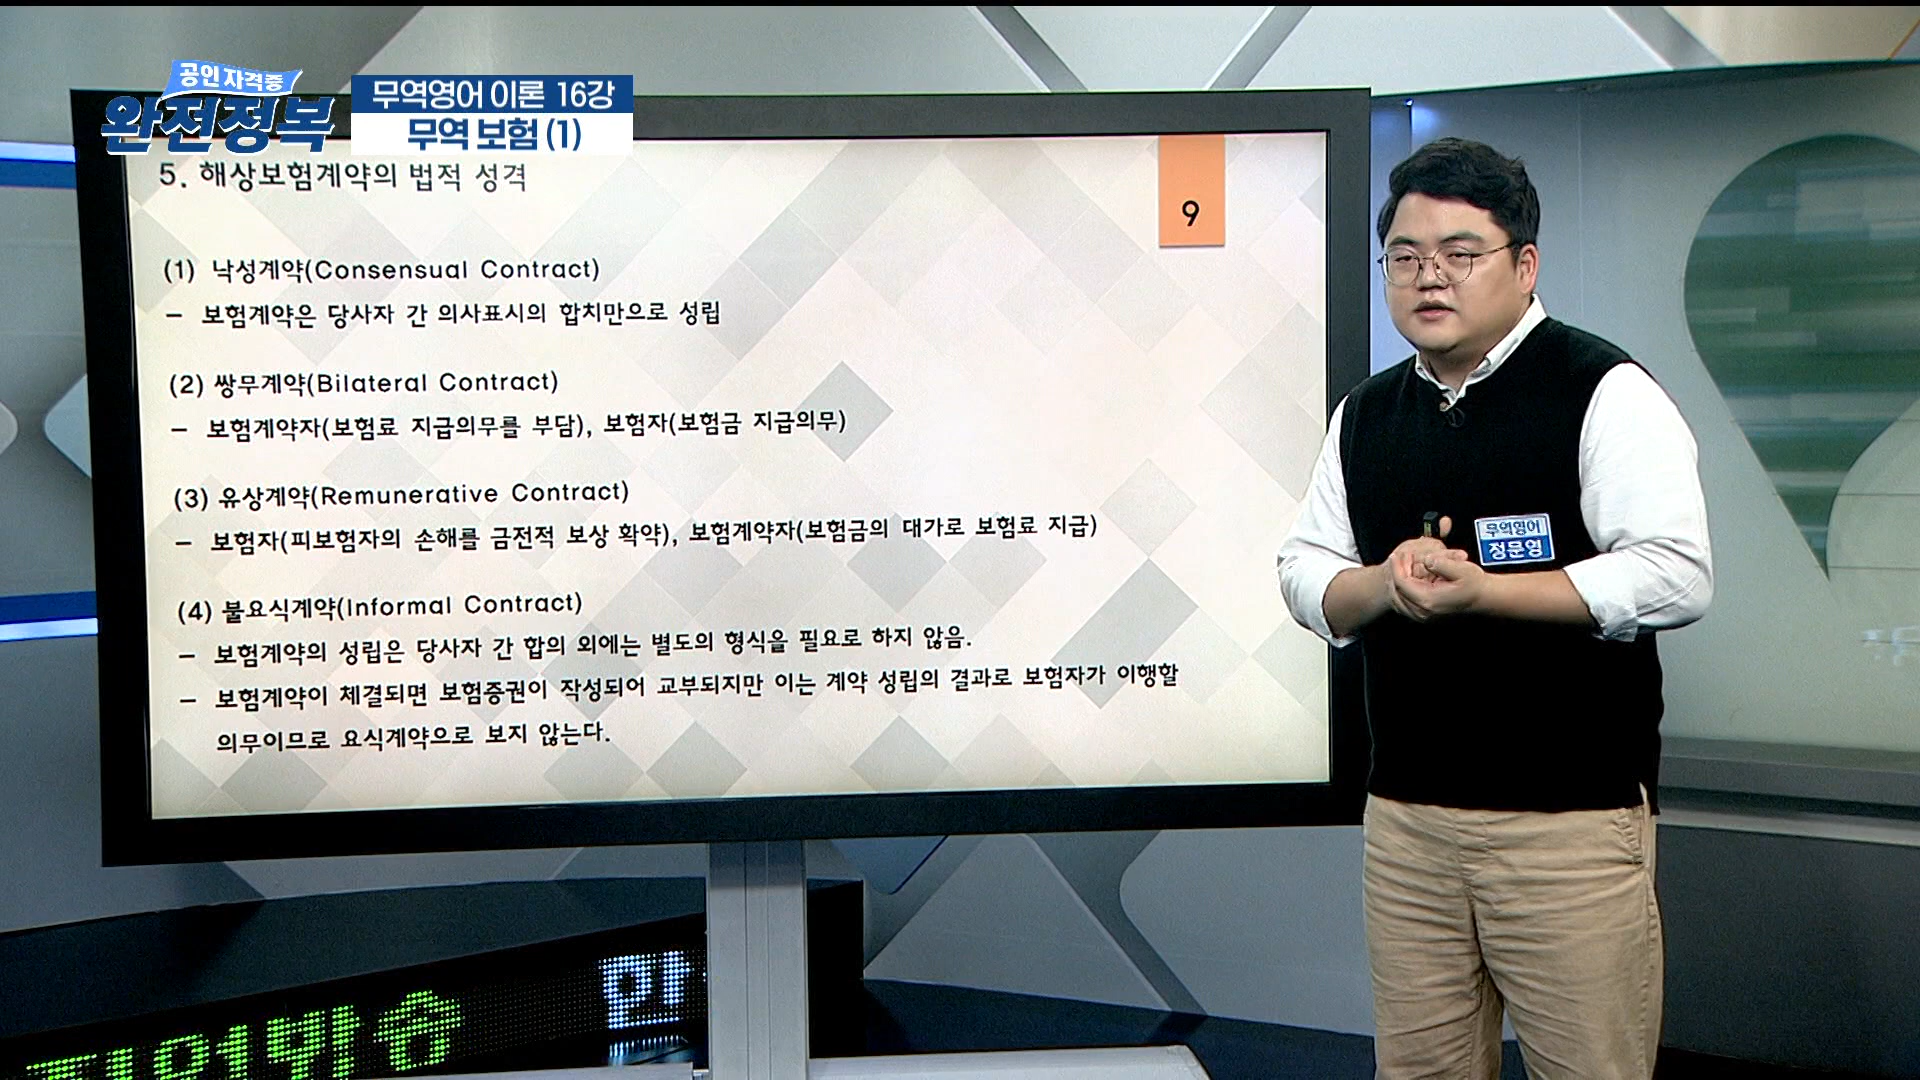 공인 자격증
완전정복
무역영어 이론 16강
무역 보험 (1)
5. 해상보험계약의 법적 성격
9
(1) 낙성계약(Consensual Contract)
- 보험계약은 당사자 간 의사표시의 합치만으로 성립
(2) 쌍무계약(Bilateral Contract)
- 보험계약자(보험료 지급의무를 부담), 보험자(보험금 지급의무)
(3) 유상계약(Remunerative Contract)
- 보험자(피보험자의 손해를 금전적 보상 확약), 보험계약자(보험금의 대가로 보험료 지급)
(4) 불요식계약(Informal Contract)
- 보험계약의 성립은 당사자 간 합의 외에는 별도의 형식을 필요로 하지 않음.
- 보험계약이 체결되면 보험증권이 작성되어 교부되지만 이는 계약 성립의 결과로 보험자가 이행할
의무이므로 요식계약으로 보지 않는다.
무역영어
정문영
직업방송